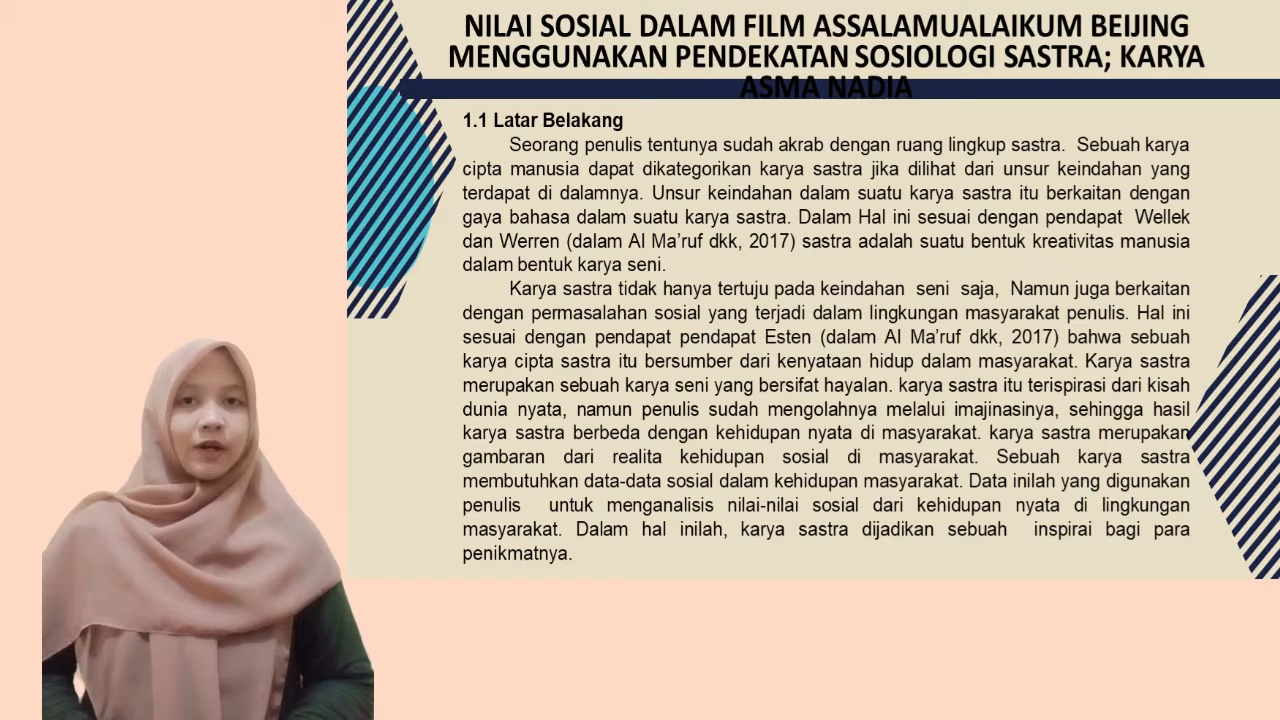 NILAI SOSIAL DALAM FILM ASSALAMUALAIKUM BEIJING
MENGGUNAKAN PENDEKATAN SOSIOLOGI SASTRA; KARYA
ASMA NADIA
1.1 Latar Belakang
Seorang penulis tentunya sudah akrab dengan ruang lingkup sastra. Sebuah karya
cipta manusia dapat dikategorikan karya sastra jika dilihat dari unsur keindahan yang
terdapat di dalamnya. Unsur keindahan dalam suatu karya sastra itu berkaitan dengan
gaya bahasa dalam suatu karya sastra. Dalam Hal ini sesuai dengan pendapat Wellek
dan Werren (dalam Al Ma’ruf dkk, 2017) sastra adalah suatu bentuk kreativitas manusia
dalam bentuk karya seni.
Karya sastra tidak hanya tertuju pada keindahan seni saja, Namun juga berkaitan
dengan permasalahan sosial yang terjadi dalam lingkungan masyarakat penulis. Hal ini
sesuai dengan pendapat pendapat Esten (dalam Al Ma’ruf dkk, 2017) bahwa sebuah
karya cipta sastra itu bersumber dari kenyataan hidup dalam masyarakat. Karya sastra
merupakan sebuah karya seni yang bersifat hayalan. karya sastra itu terispirasi dari kisah
dunia nyata, namun penulis sudah mengolahnya melalui imajinasinya, sehingga hasil
karya sastra berbeda dengan kehidupan nyata di masyarakat. karya sastra merupakan
gambaran dari realita kehidupan sosial di masyarakat. Sebuah karya sastra
membutuhkan data-data sosial dalam kehidupan masyarakat. Data inilah yang digunakan
penulis untuk menganalisis nilai-nilai sosial dari kehidupan nyata di lingkungan
masyarakat. Dalam hal inilah, karya sastra dijadikan sebuah inspirai bagi para
penikmatnya.